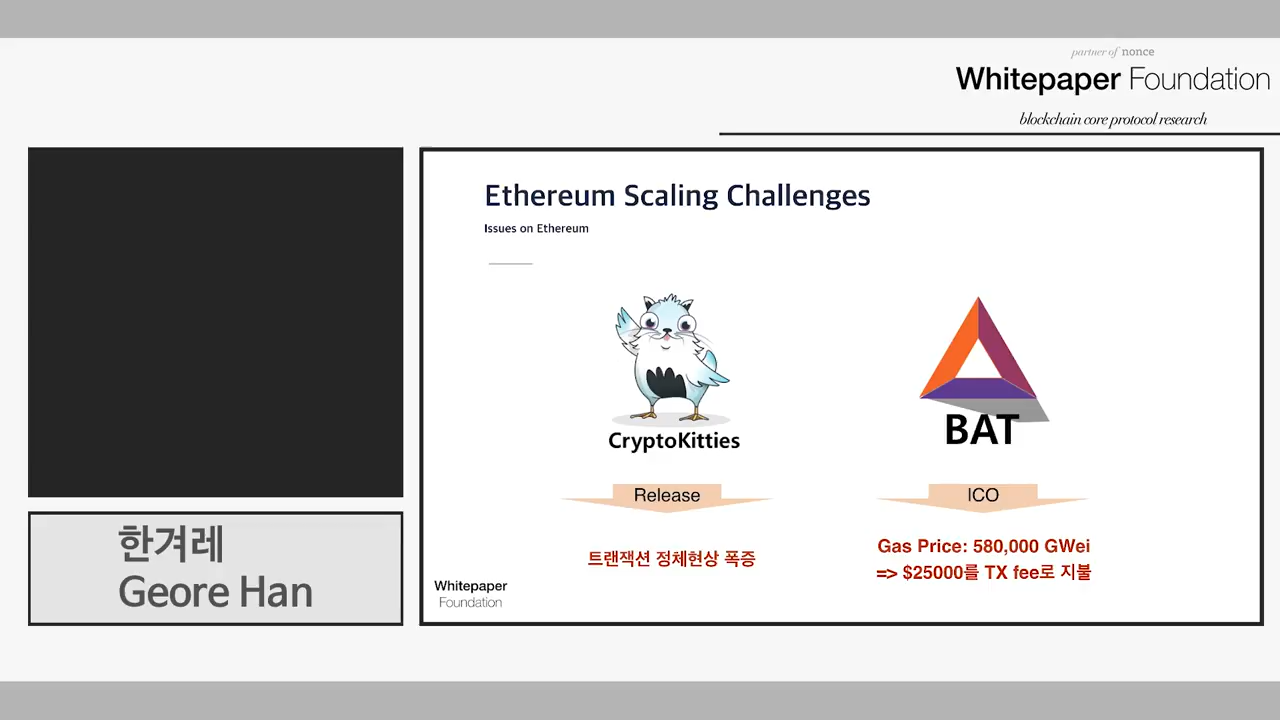 partner of nonce
Whitepaper Foundation
blockchain core protocol research
Ethereum Scaling Challenges
Issues on Ethereum
CryptoKitties
BAT
Release
ICO
트랜잭션 정체현상 폭증
Gas Price: 580,000 GWei
=> $25000를 TX fee로 지불
Whitepaper
Foundation
한겨레
Geore Han